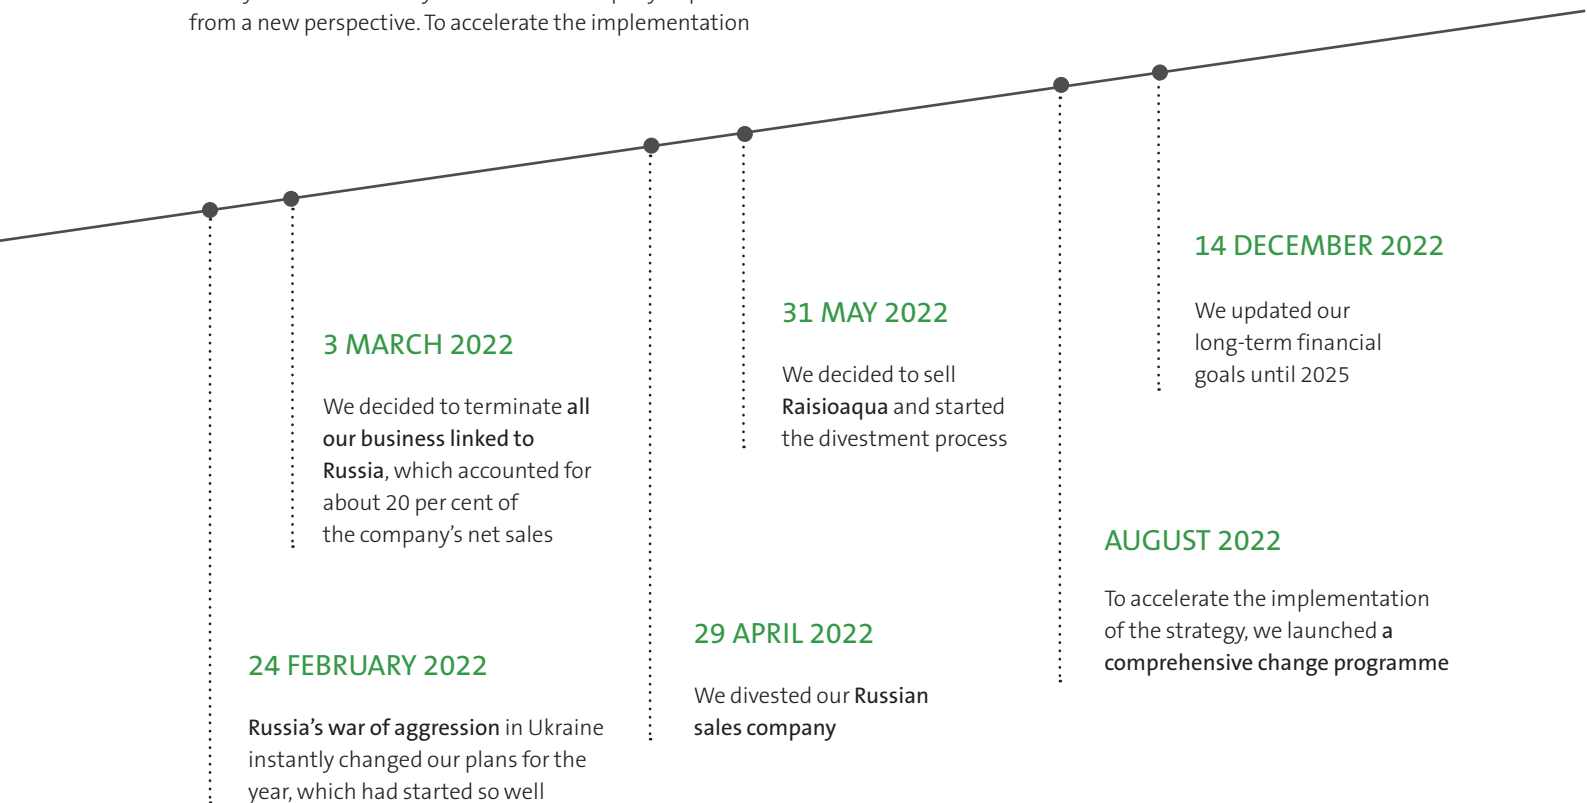 from a new perspective. To accelerate the implementation
24 FEBRUARY 2022
Russia’s war of aggression in Ukraine
instantly changed our plans for the
year, which had started so well
3 MARCH 2022
We decided to terminate all
our business linked to
Russia, which accounted for
about 20 per cent of
the company’s net sales
29 APRIL 2022
We divested our Russian
sales company
31 MAY 2022
We decided to sell
Raisioaqua and started
the divestment process
AUGUST 2022
To accelerate the implementation
of the strategy, we launched a
comprehensive change programme
14 DECEMBER 2022
We updated our
long-term financial
goals until 2025